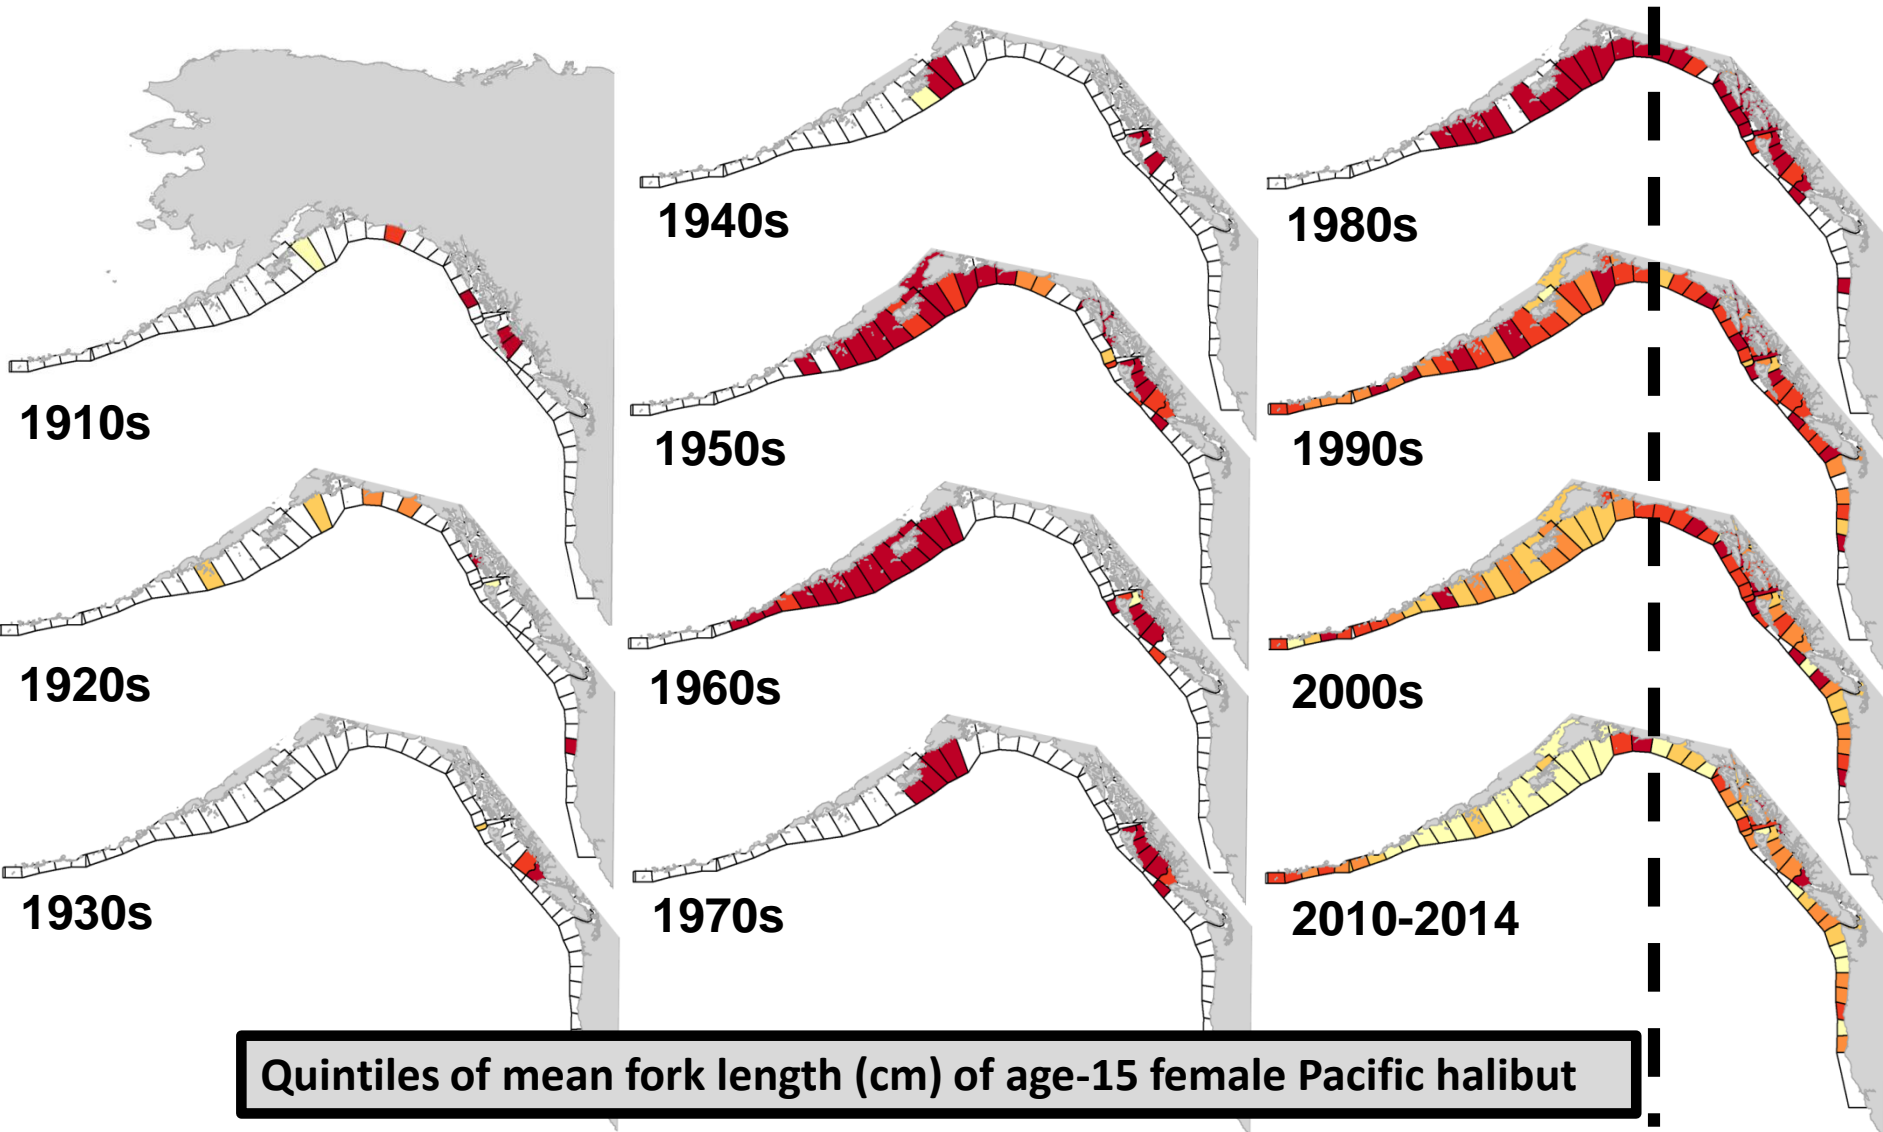 1910s
1920s
1930s
1940s
1950s
1960s
1970s
1980s
1990s
2000s
2010-2014
Quintiles of mean fork length (cm) of age-15 female Pacific halibut